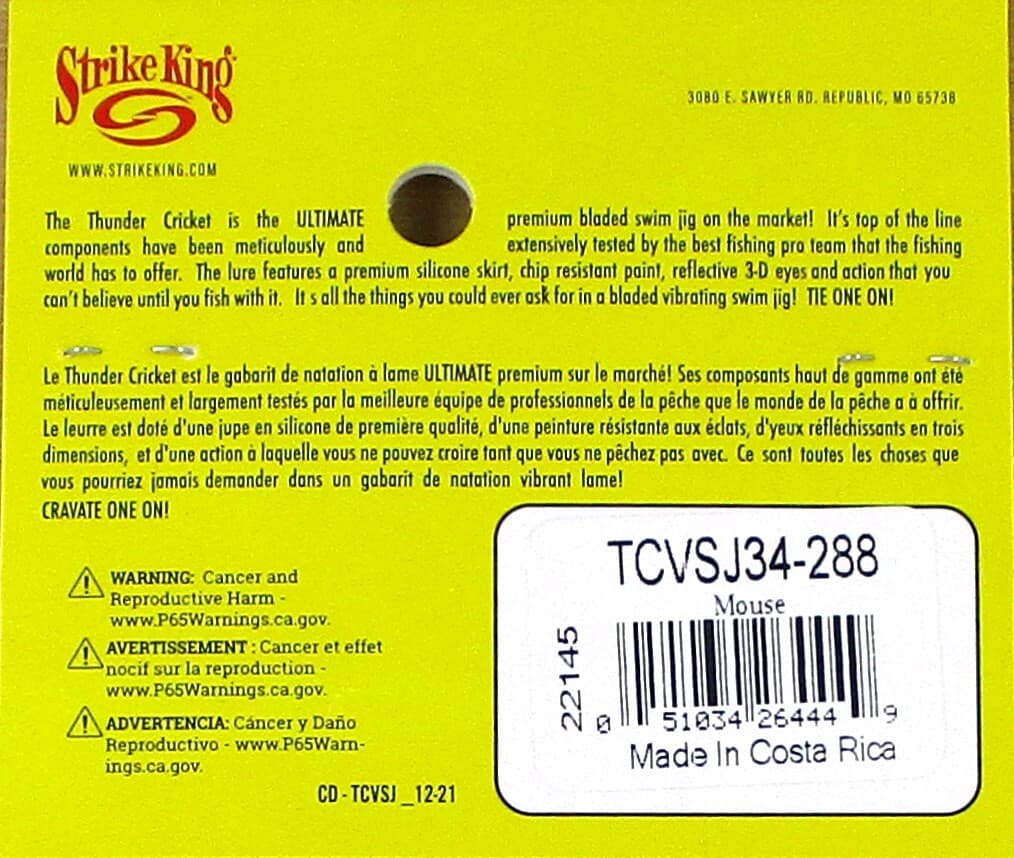 Strike King
3080 E. SAWYER RD. REPUBLIC, MO 65738
WWW.STRIKEKING.COM
The Thunder Cricket is the ULTIMATE premium bladed swim jig on the market! It's top of the line
components have been meticulously and extensively tested by the best fishing pro team that the fishing
world has to offer. The lure features a premium silicone skirt, chip resistant paint, reflective 3-D eyes and action that you
can't believe until you fish with it. It s all the things you could ever ask for in a bladed vibrating swim jig! TIE ONE ON!
Le Thunder Cricket est le gabarit de natation à lame ULTIMATE premium sur le marché! Ses composants haut de gamme ont été
méticuleusement et largement testés par la meilleure équipe de professionnels de la pêche que le monde de la pêche a à offrir.
Le leurre est doté d'une jupe en silicone de première qualité, d'une peinture résistante aux éclats, d'yeux réfléchissants en trois
dimensions, et d'une action à laquelle vous ne pouvez croire tant que vous ne pêchez pas avec. Ce sont toutes les choses que
vous pourriez jamais demander dans un gabarit de natation vibrant lame!
CRAVATE ONE ON!
WARNING: Cancer and
Reproductive Harm -
www.P65Warnings.ca.gov.
AVERTISSEMENT : Cancer et effet
nocif sur la reproduction -
www.P65Warnings.ca.gov.
ADVERTENCIA: Cáncer y Daño
Reproductivo - www.P65Warn-
ings.ca.gov.
CD - TCVSJ _12-21
TCVSJ34-288
Mouse
22145
0 51034 26444 9
Made In Costa Rica